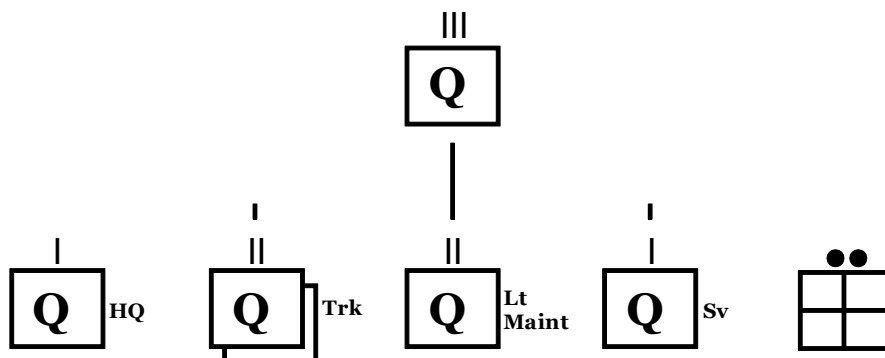 III
Q
I
II
II
I
Q HQ
Q Trk
Q Lt
Maint
Q Sv